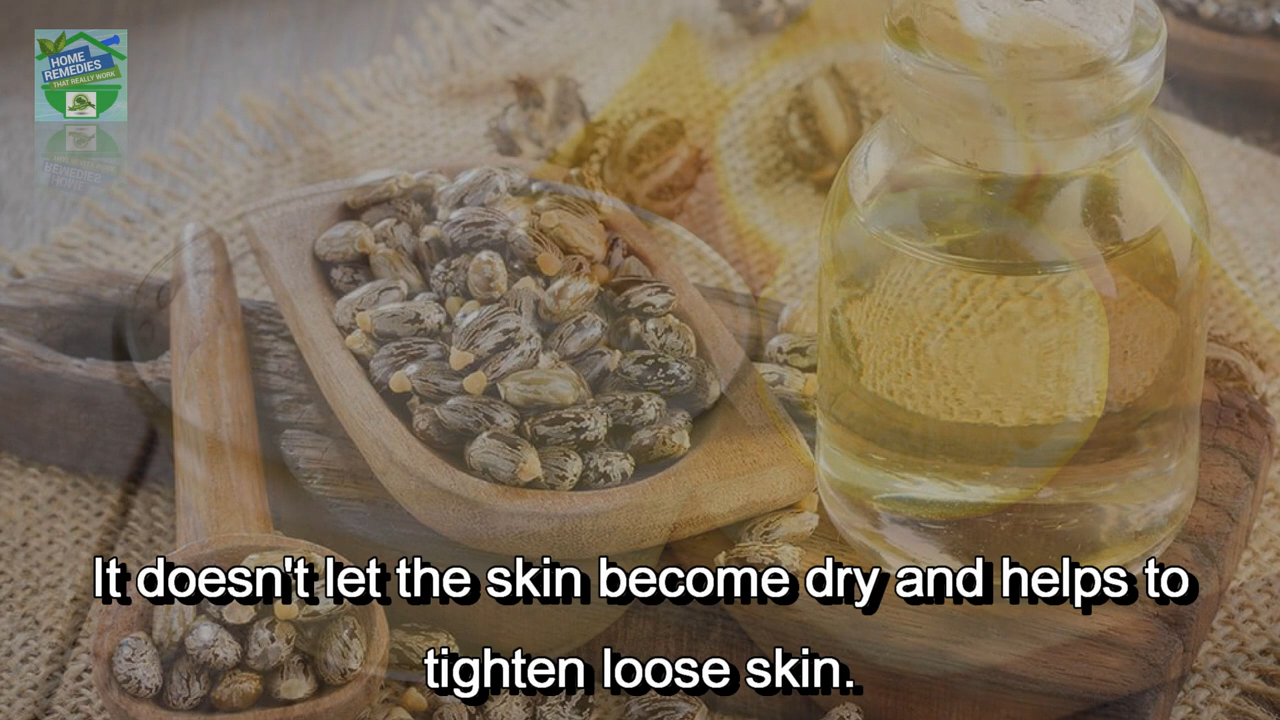 HOME
REMEDIES
THAT REALLY WORK
It doesn't let the skin become dry and helps to
tighten loose skin.